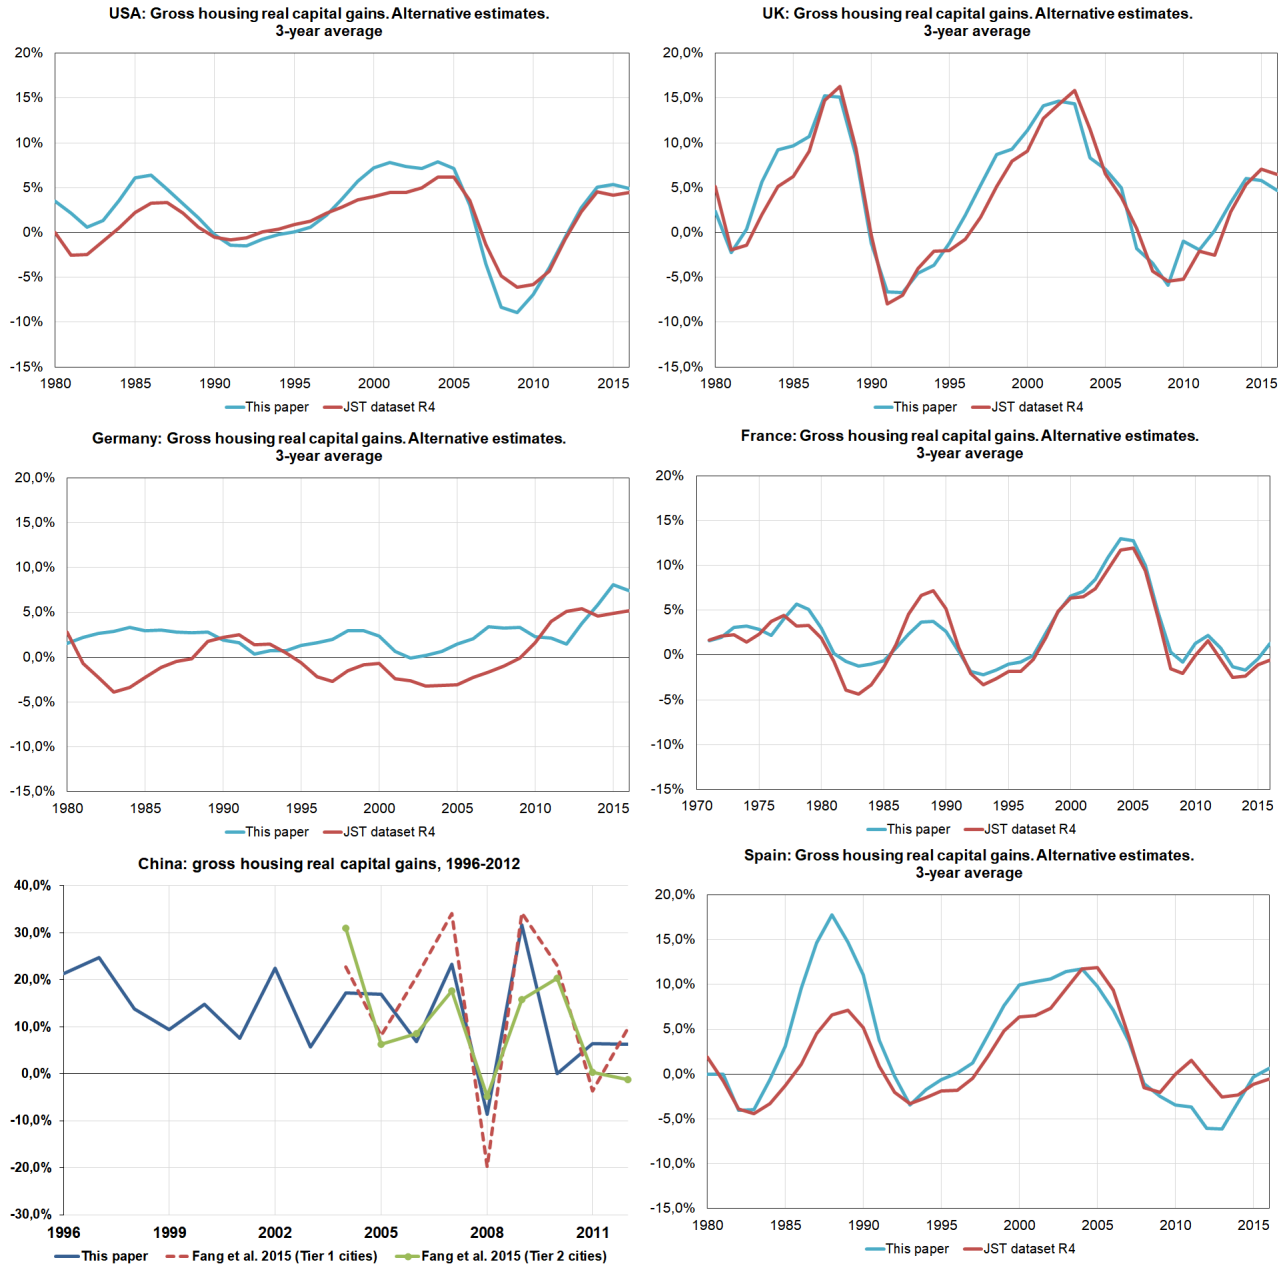 USA: Gross housing real capital gains. Alternative estimates.
3-year average
20%
15%
10%
5%
0%
-5%
-10%
-15%
1980 1985 1990 1995 2000 2005 2010 2015
This paper JST dataset R4
UK: Gross housing real capital gains. Alternative estimates.
3-year average
20,0%
15,0%
10,0%
5,0%
0,0%
-5,0%
-10,0%
-15,0%
1980 1985 1990 1995 2000 2005 2010 2015
This paper JST dataset R4
Germany: Gross housing real capital gains. Alternative estimates.
3-year average
20,0%
15,0%
10,0%
5,0%
0,0%
-5,0%
-10,0%
-15,0%
1980 1985 1990 1995 2000 2005 2010 2015
This paper JST dataset R4
France: Gross housing real capital gains. Alternative estimates.
3-year average
20%
15%
10%
5%
0%
-5%
-10%
-15%
1970 1975 1980 1985 1990 1995 2000 2005 2010 2015
This paper JST dataset R4
China: gross housing real capital gains, 1996-2012
40,0%
30,0%
20,0%
10,0%
0,0%
-10,0%
-20,0%
-30,0%
1996 1999 2002 2005 2008 2011
This paper Fang et al. 2015 (Tier 1 cities) Fang et al. 2015 (Tier 2 cities)
Spain: Gross housing real capital gains. Alternative estimates.
3-year average
20,0%
15,0%
10,0%
5,0%
0,0%
-5,0%
-10,0%
-15,0%
1980 1985 1990 1995 2000 2005 2010 2015
This paper JST dataset R4